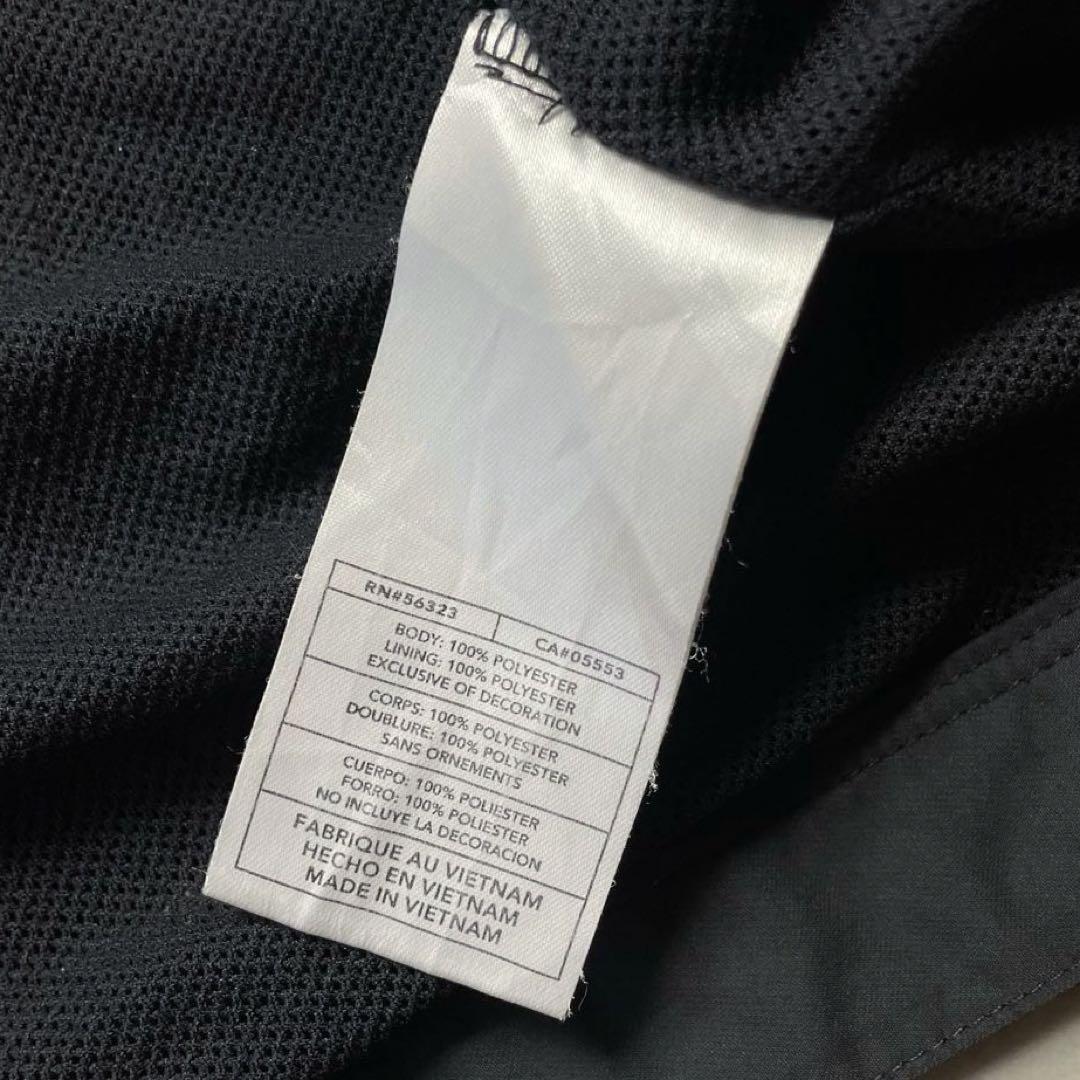 RN#56323
CA#05553
BODY: 100% POLYESTER
LINING: 100% POLYESTER
EXCLUSIVE OF DECORATION
CORPS: 100% POLYESTER
DOUBLURE: 100% POLYESTER
SANS ORNEMENTS
CUERPO: 100% POLIESTER
FORRO: 100% POLIESTER
NO INCLUYE LA DECORACION
FABRIQUE AU VIETNAM
HECHO EN VIETNAM
MADE IN VIETNAM